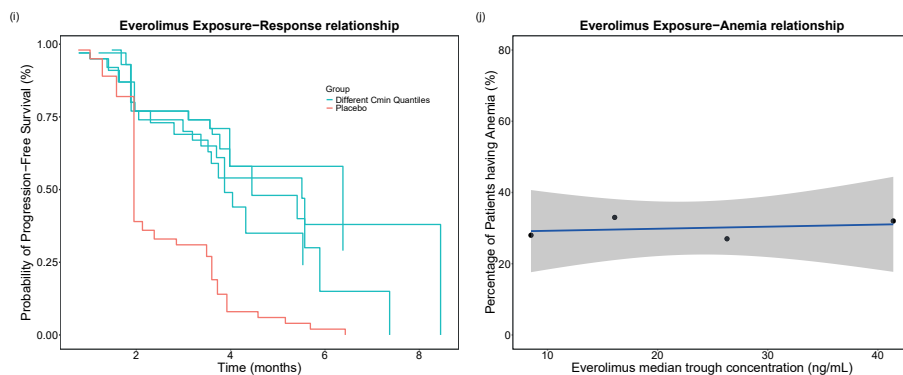 (i)
Everolimus Exposure−Response relationship
Probability of Progression−Free Survival (%)
1.00
0.75
0.50
0.25
0.00
Group
Different Cmin Quantiles
Placebo
2 4 6 8
Time (months)
(j)
Everolimus Exposure−Anemia relationship
Percentage of Patients having Anemia (%)
80
60
40
20
0
10 20 30 40
Everolimus median trough concentration (ng/mL)